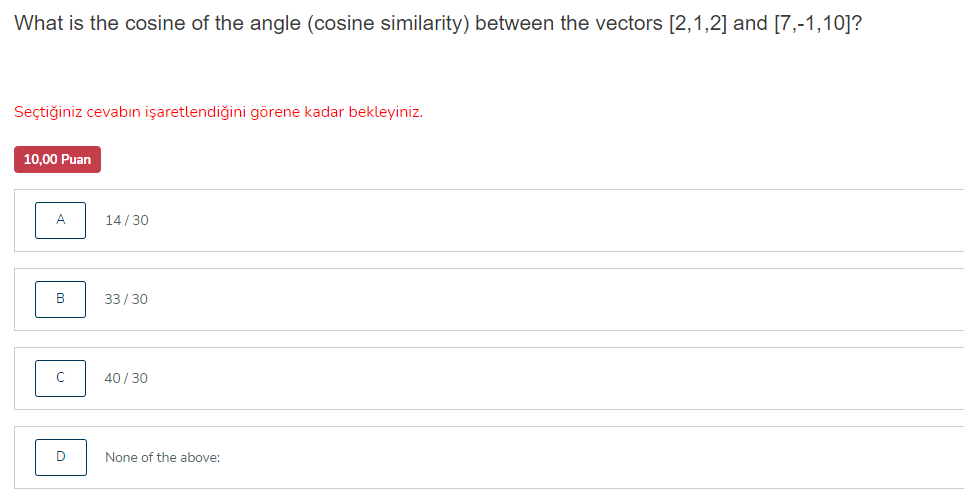 What is the cosine of the angle (cosine similarity) between the vectors [2,1,2] and [7,-1,10]?
Seçtiğiniz cevabın işaretlendiğini görene kadar bekleyiniz.
10,00 Puan
A 14 / 30
B 33 / 30
C 40 / 30
D None of the above: